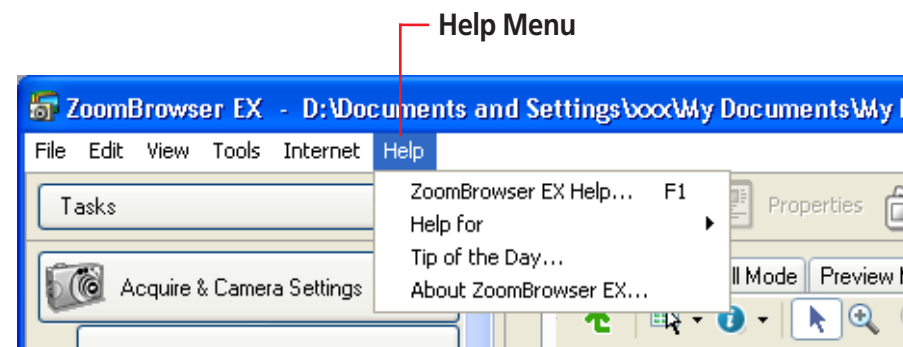 Help Menu
ZoomBrowser EX - D:\Documents and Settings\xxx\My Documents\My
File Edit View Tools Internet Help
ZoomBrowser EX Help... F1
Tasks
Properties
Help for
Tip of the Day...
Acquire & Camera Settings
ll Mode Preview
About ZoomBrowser EX...